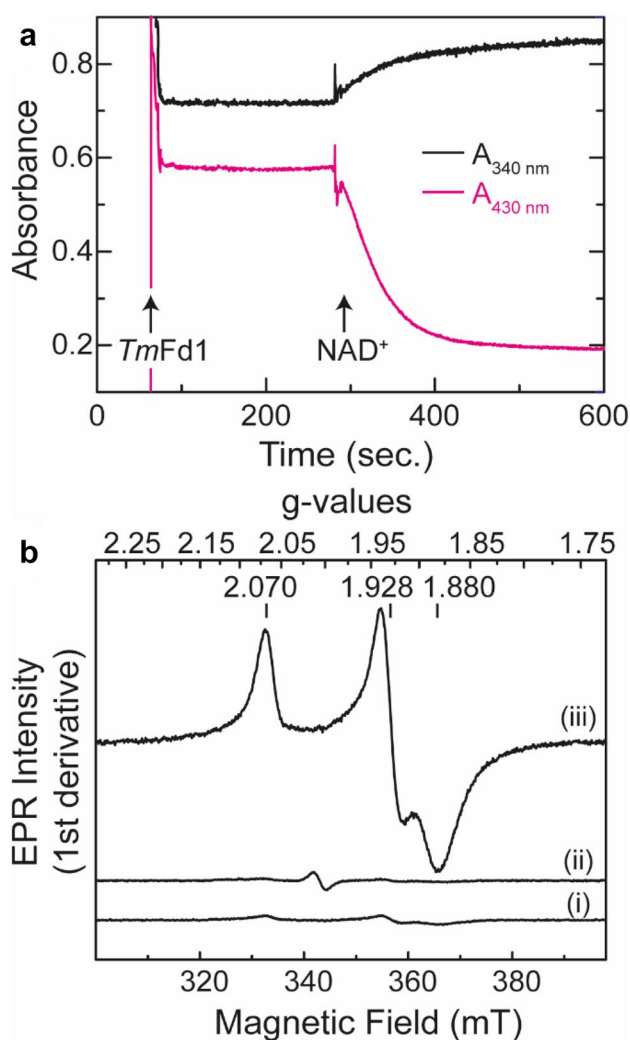 a
0.8
0.6
0.4
0.2
Absorbance
A340 nm
A430 nm
TmFd1
NAD+
0 200 400 600
Time (sec.)
g-values
b
2.25 2.15 2.05 1.95 1.85 1.75
2.070 1.928 1.880
EPR Intensity
(1st derivative)
(iii)
(ii)
(i)
320 340 360 380
Magnetic Field (mT)